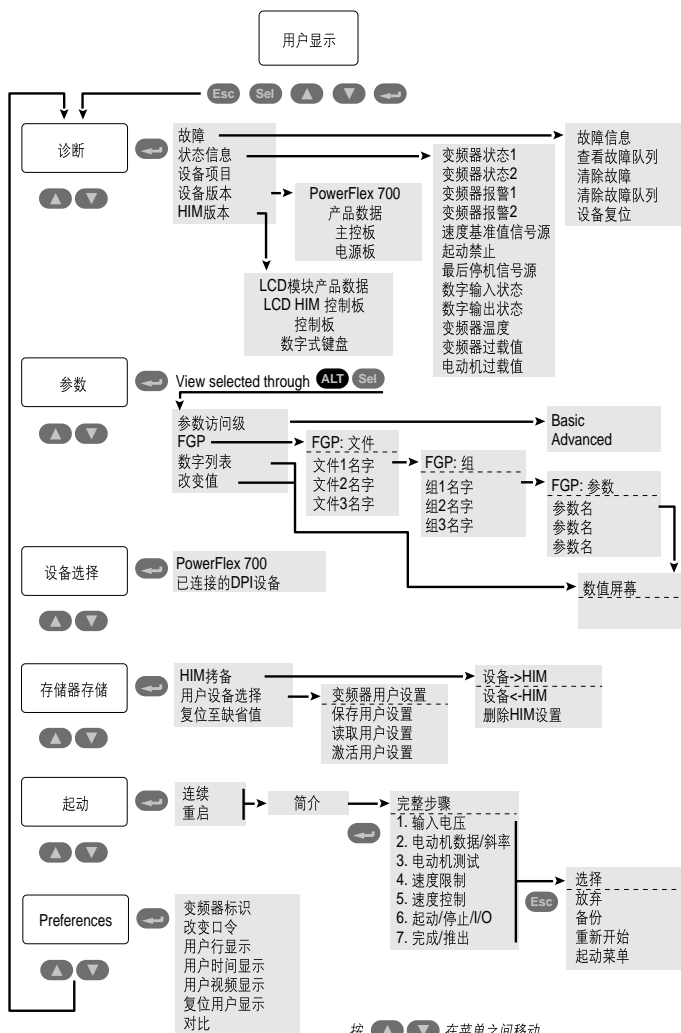 用户显示
Esc Sel
诊断
故障
状态信息
设备项目
设备版本
HIM版本
PowerFlex 700
产品数据
主控板
电源板
LCD模块产品数据
LCD HIM 控制板
控制板
数字式键盘
变频器状态1
变频器状态2
变频器报警1
变频器报警2
速度基准值信号源
起动禁止
最后停机信号源
数字输入状态
数字输出状态
变频器温度
变频器过载值
电动机过载值
故障信息
查看故障队列
清除故障
清除故障队列
设备复位
参数
View selected through ALT Sel
参数访问级
FGP
数字列表
改变值
FGP: 文件
文件1名字
文件2名字
文件3名字
FGP: 组
组1名字
组2名字
组3名字
Basic
Advanced
FGP: 参数
参数名
参数名
参数名
数值屏幕
设备选择
PowerFlex 700
已连接的DPI设备
存储器存储
HIM拷备
用户设备选择
复位至缺省值
变频器用户设置
保存用户设置
读取用户设置
激活用户设置
设备->HIM
设备<-HIM
删除HIM设置
起动
连续
重启
简介
完整步骤
1. 输入电压
2. 电动机数据/斜率
3. 电动机测试
4. 速度限制
5. 速度控制
6. 起动/停止/I/O
7. 完成/推出
Esc
选择
放弃
备份
重新开始
起动菜单
Preferences
变频器标识
改变口令
用户行显示
用户时间显示
用户视频显示
复位用户显示
对比
按 在菜单之间移动